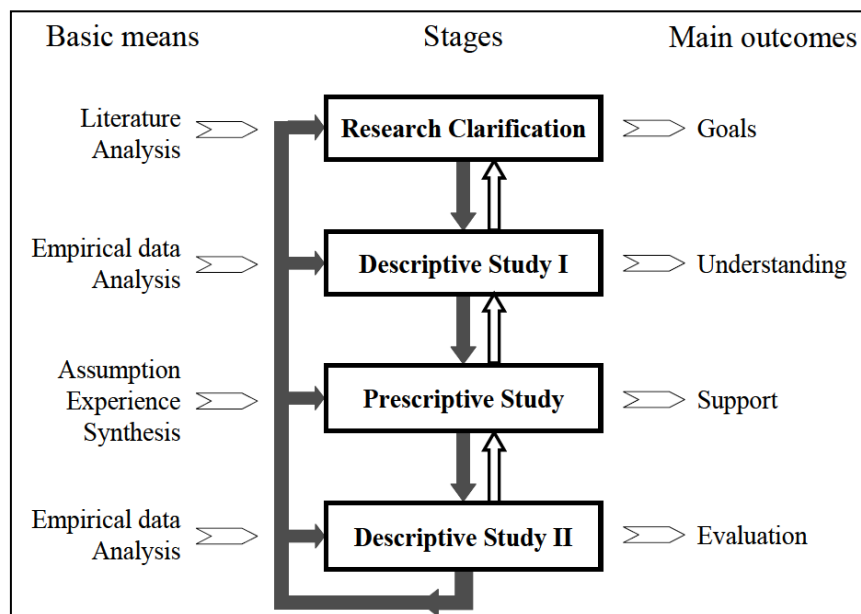 Basic means
Stages
Main outcomes
Literature
Analysis
Research Clarification
Goals
Empirical data
Analysis
Descriptive Study I
Understanding
Assumption
Experience
Synthesis
Prescriptive Study
Support
Empirical data
Analysis
Descriptive Study II
Evaluation